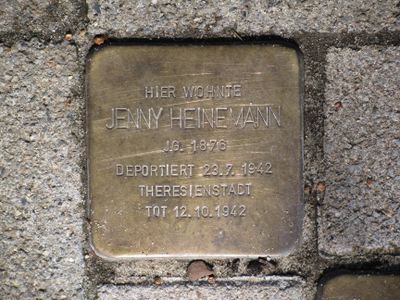 HIER WOHNTE
JENNY HEINEMANN
JG. 1876
DEPORTIERT 23.7.1942
THERESIENSTADT
TOT 12.10.1942